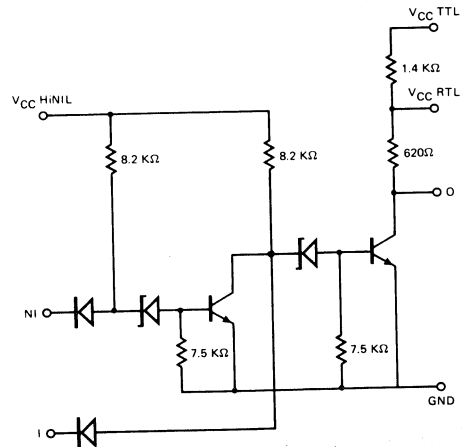 VCC TTL
1.4 KΩ
VCC HiNIL
VCC RTL
8.2 KΩ
8.2 KΩ
620Ω
O
NI
7.5 KΩ
7.5 KΩ
GND
I